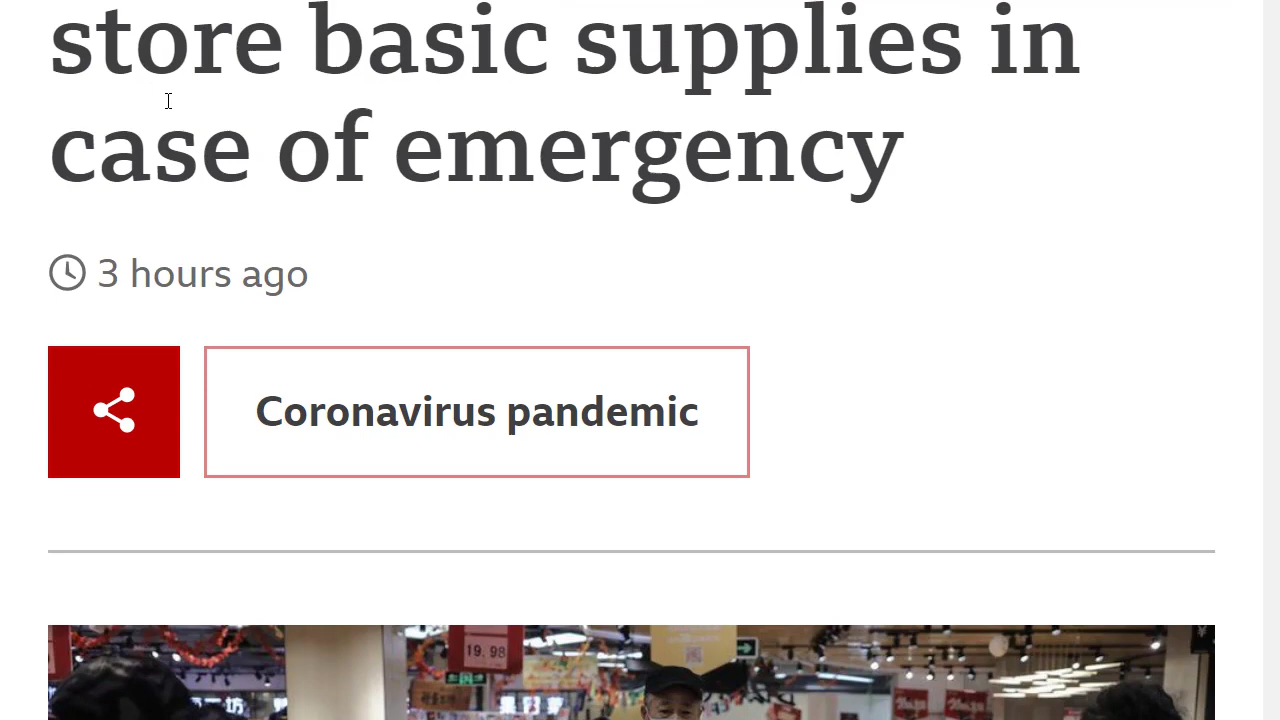 store basic supplies in
case of emergency
3 hours ago
Coronavirus pandemic
19.98